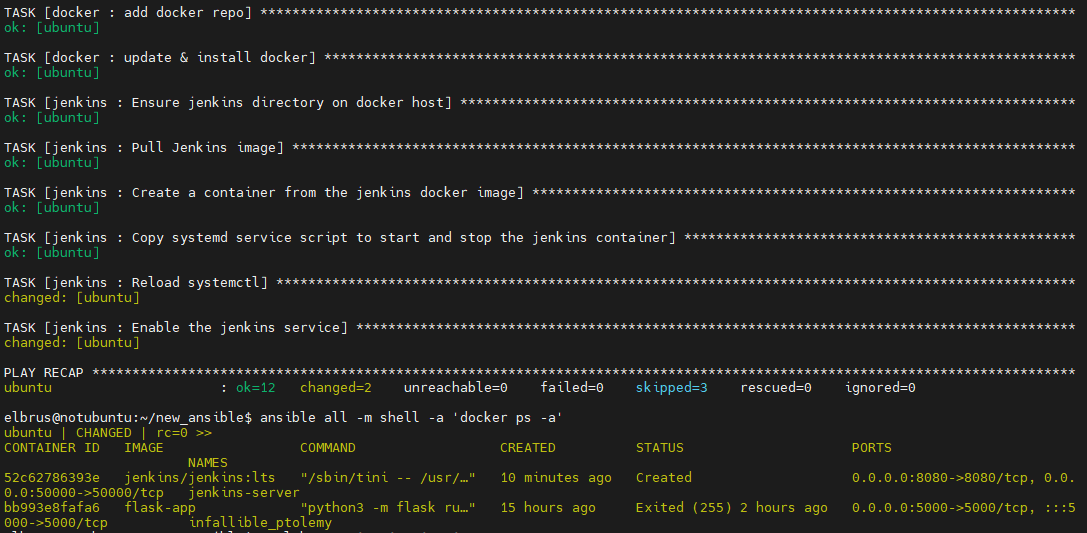 TASK [docker : add docker repo] ******************************************************************************************************
ok: [ubuntu]
TASK [docker : update & install docker] **********************************************************************************************
ok: [ubuntu]
TASK [jenkins : Ensure jenkins directory on docker host] *****************************************************************************
ok: [ubuntu]
TASK [jenkins : Pull Jenkins image] **************************************************************************************************
ok: [ubuntu]
TASK [jenkins : Create a container from the jenkins docker image] ********************************************************************
ok: [ubuntu]
TASK [jenkins : Copy systemd service script to start and stop the jenkins container] *************************************************
ok: [ubuntu]
TASK [jenkins : Reload systemctl] ****************************************************************************************************
changed: [ubuntu]
TASK [jenkins : Enable the jenkins service] ******************************************************************************************
changed: [ubuntu]
PLAY RECAP ***************************************************************************************************************************
ubuntu                     : ok=12   changed=2    unreachable=0    failed=0    skipped=3    rescued=0    ignored=0
elbrus@notubuntu:~/new_ansible$ ansible all -m shell -a 'docker ps -a'
ubuntu | CHANGED | rc=0 >>
CONTAINER ID   IMAGE                 COMMAND                  CREATED          STATUS                     PORTS
                       NAMES
52c62786393e   jenkins/jenkins:lts   "/sbin/tini -- /usr/…"   10 minutes ago   Created                    0.0.0.0:8080->8080/tcp, 0.0.
0.0:50000->50000/tcp   jenkins-server
bb993e8fafa6   flask-app             "python3 -m flask ru…"   15 hours ago     Exited (255) 2 hours ago   0.0.0.0:5000->5000/tcp, :::5
000->5000/tcp          infallible_ptolemy